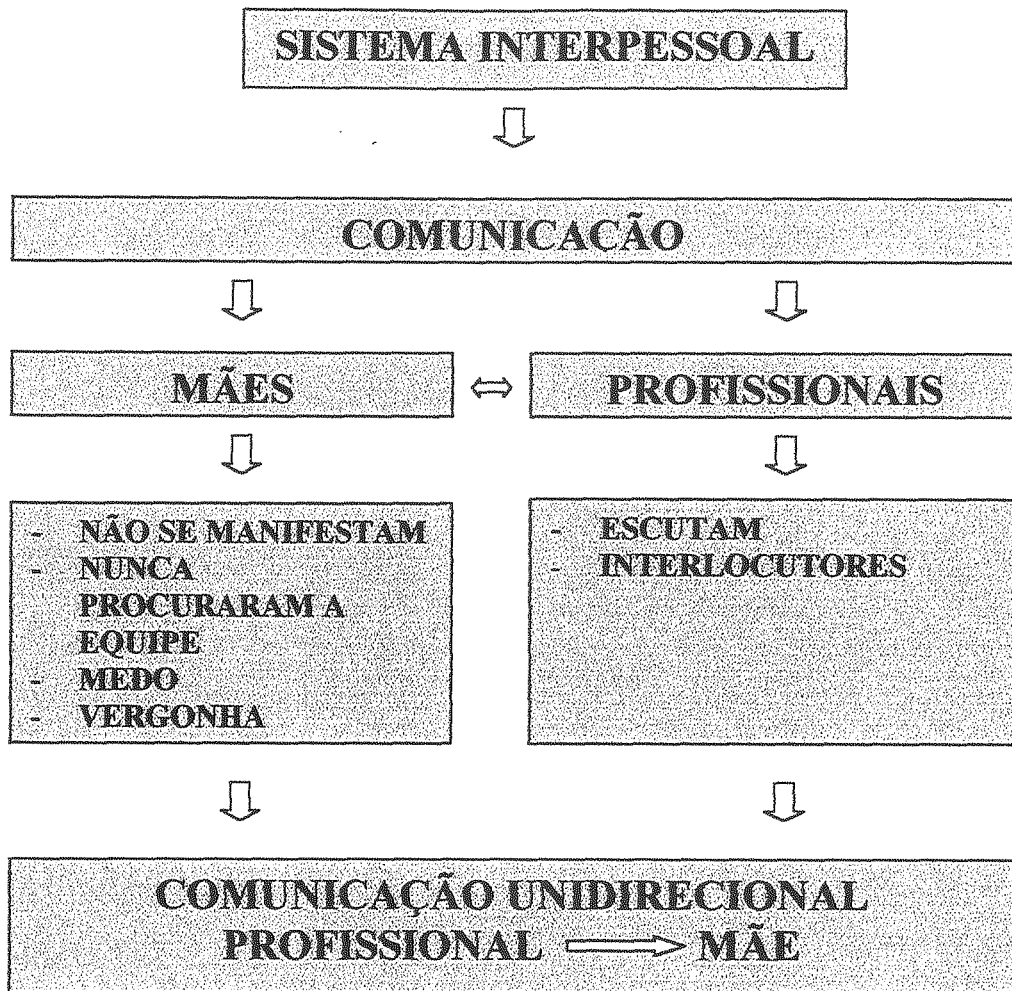 SISTEMA INTERPESSOAL
COMUNICACÃO
MÃES ⇔ PROFISSIONAIS
- NÃO SE MANIFESTAM
- NUNCA
PROCURARAM A
EQUIPE
- MEDO
- VERGONHA
- ESCUTAM
- INTERLOCUTORES
COMUNICAÇÃO UNIDIRECIONAL
PROFISSIONAL ⟹ MÃE